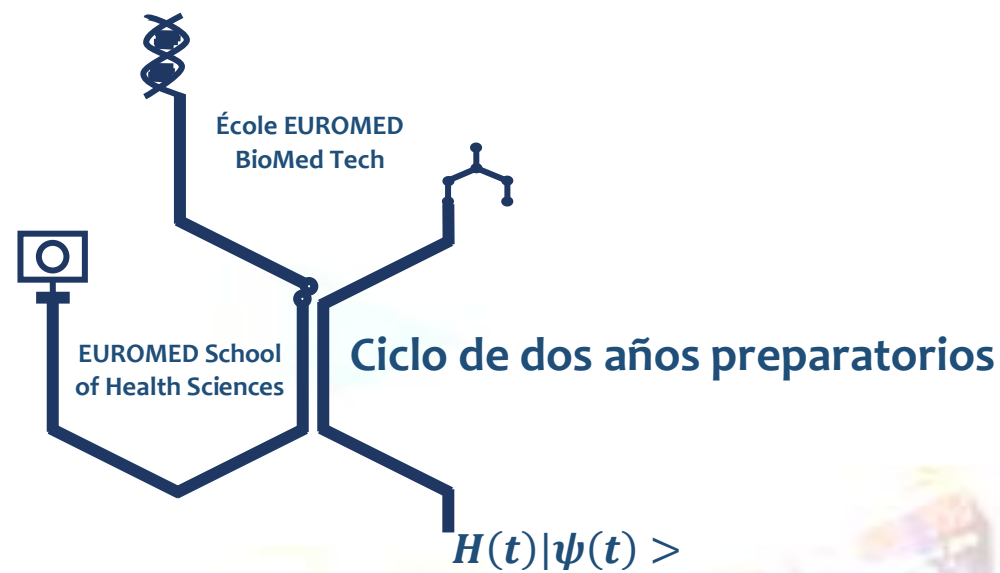 École EUROMED
BioMed Tech
EUROMED School
of Health Sciences
Ciclo de dos años preparatorios
H(t)|ψ(t) >